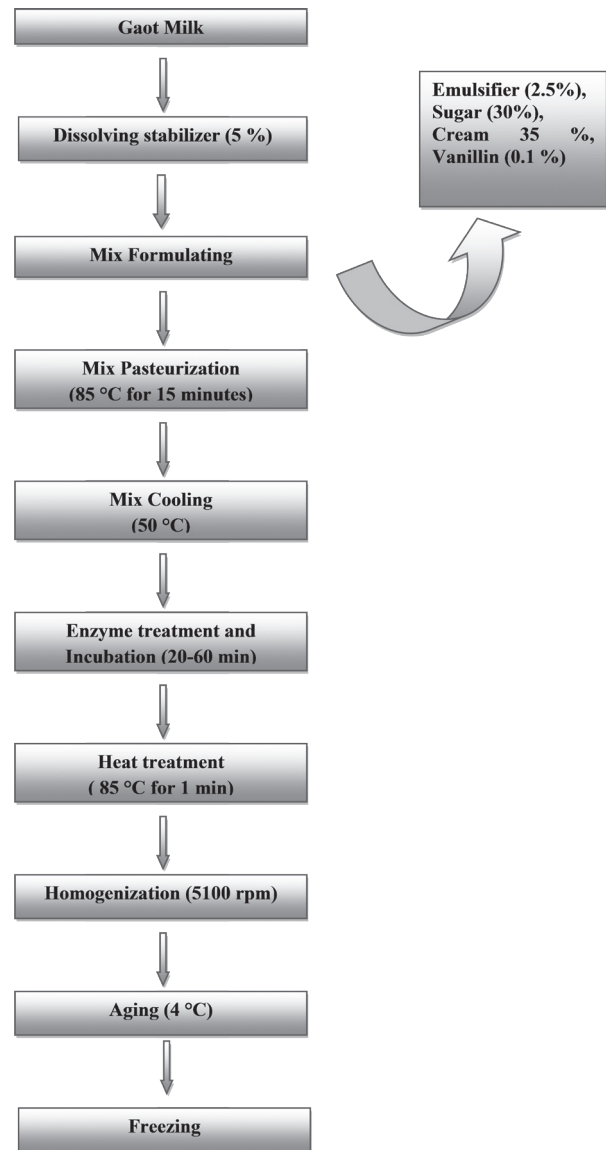 Gaot Milk
Dissolving stabilizer (5 %)
Mix Formulating
Emulsifier (2.5%),
Sugar (30%),
Cream 35 %,
Vanillin (0.1 %)
Mix Pasteurization
(85 °C for 15 minutes)
Mix Cooling
(50 °C)
Enzyme treatment and
Incubation (20-60 min)
Heat treatment
( 85 °C for 1 min)
Homogenization (5100 rpm)
Aging (4 °C)
Freezing